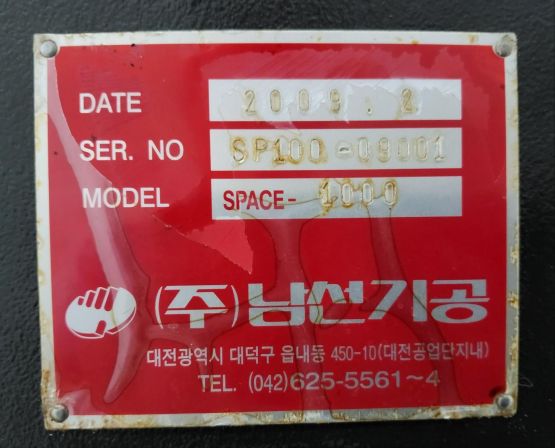 DATE 2009.2
SER. NO SP100-09001
MODEL SPACE- 1000
(주)남선기공
대전광역시 대덕구 읍내동 450-10(대전공업단지내)
TEL. (042)625-5561~4